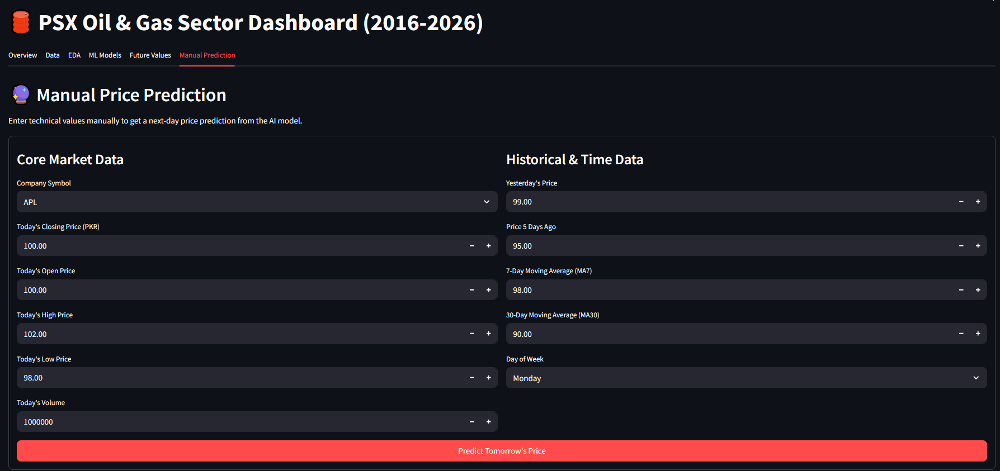 PSX Oil & Gas Sector Dashboard (2016-2026)
Overview Data EDA ML Models Future Values Manual Prediction
Manual Price Prediction
Enter technical values manually to get a next-day price prediction from the AI model.
Core Market Data
Company Symbol
APL
Today's Closing Price (PKR)
100.00
Today's Open Price
100.00
Today's High Price
102.00
Today's Low Price
98.00
Today's Volume
1000000
Historical & Time Data
Yesterday's Price
99.00
Price 5 Days Ago
95.00
7-Day Moving Average (MA7)
98.00
30-Day Moving Average (MA30)
90.00
Day of Week
Monday
Predict Tomorrow's Price